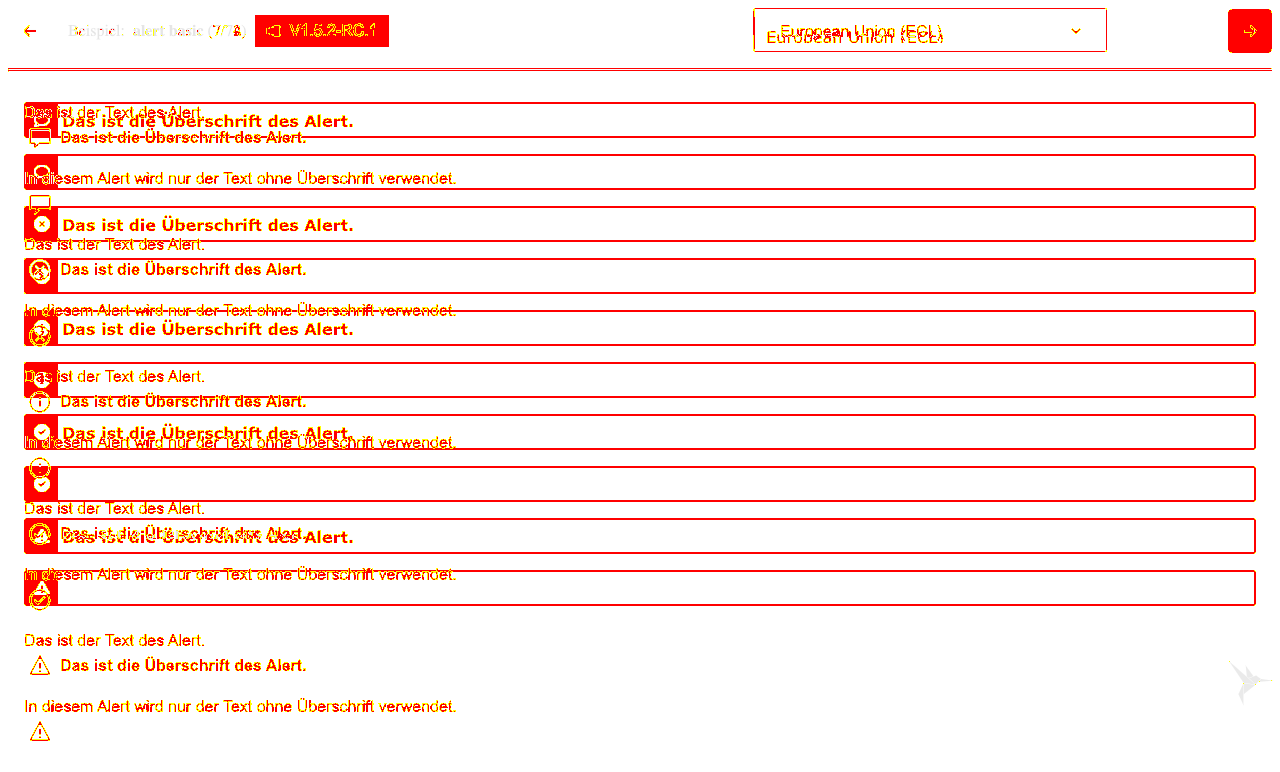 Beispiel: alert basic (7/78) V1.5.2-RC.1
European Union (ECL)
European Union (ECL)
Das ist der Text des Alert.
Das ist die Überschrift des Alert.
Das ist die Überschrift des Alert.
In diesem Alert wird nur der Text ohne Überschrift verwendet.
Das ist die Überschrift des Alert.
Das ist der Text des Alert.
Das ist die Überschrift des Alert.
In diesem Alert wird nur der Text ohne Überschrift verwendet.
Das ist die Überschrift des Alert.
Das ist der Text des Alert.
Das ist die Überschrift des Alert.
Das ist die Überschrift des Alert.
In diesem Alert wird nur der Text ohne Überschrift verwendet.
Das ist der Text des Alert.
Das ist die Überschrift des Alert.
Das ist die Überschrift des Alert.
In diesem Alert wird nur der Text ohne Überschrift verwendet.
Das ist der Text des Alert.
Das ist die Überschrift des Alert.
In diesem Alert wird nur der Text ohne Überschrift verwendet.